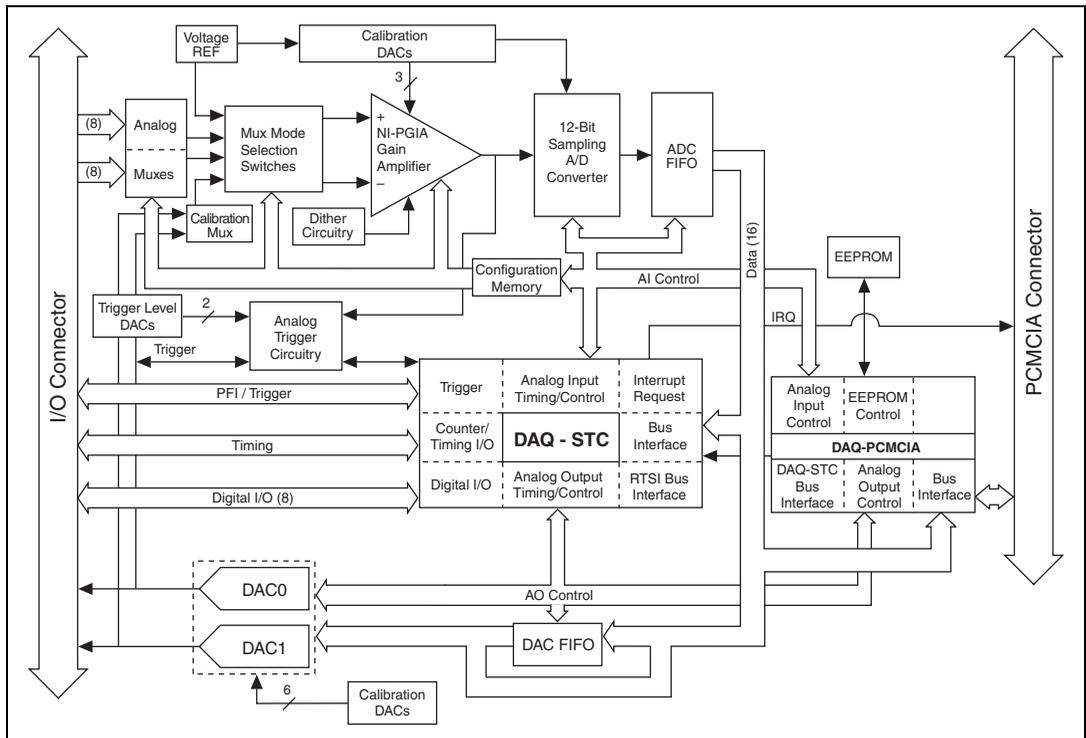 Voltage
REF
Calibration
DACs
3
(8)
(8)
Analog
Muxes
Mux Mode
Selection
Switches
+
NI-PGIA
Gain
Amplifier
–
12-Bit
Sampling
A/D
Converter
ADC
FIFO
Calibration
Mux
Dither
Circuitry
Configuration
Memory
AI Control
Data (16)
EEPROM
Trigger Level
DACs
2
Analog
Trigger
Circuitry
Trigger
IRQ
I/O Connector
PCMCIA Connector
PFI / Trigger
Timing
Digital I/O (8)
Trigger
Analog Input
Timing/Control
Interrupt
Request
Counter/
Timing I/O
DAQ - STC
Bus
Interface
Digital I/O
Analog Output
Timing/Control
RTSI Bus
Interface
Analog
Input
Control
EEPROM
Control
DAQ-PCMCIA
DAQ-STC
Bus
Interface
Analog
Output
Control
Bus
Interface
DAC0
AO Control
DAC1
DAC FIFO
6
Calibration
DACs